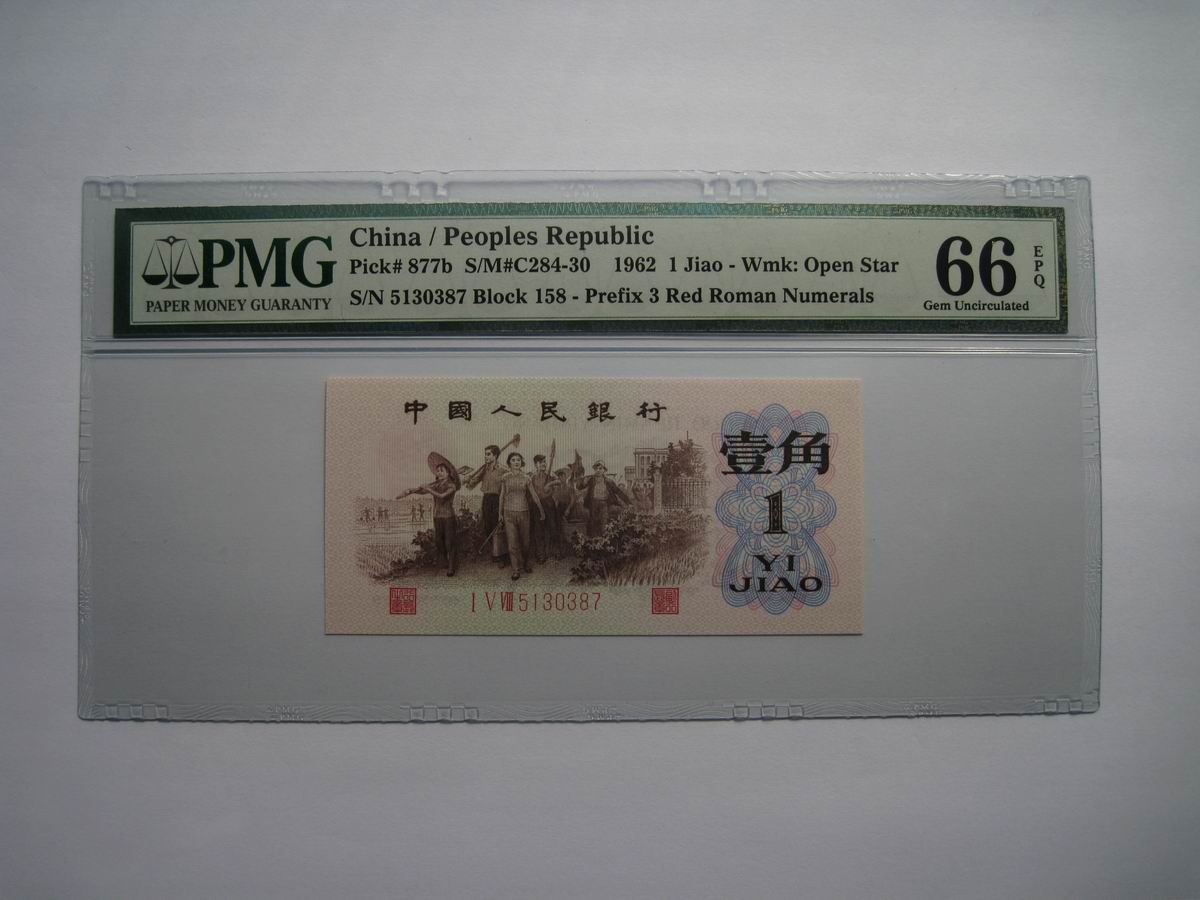 PMG
PAPER MONEY GUARANTY
China / Peoples Republic
Pick# 877b S/M#C284-30 1962 1 Jiao - Wmk: Open Star
S/N 5130387 Block 158 - Prefix 3 Red Roman Numerals
66
EPQ
Gem Uncirculated
中國人民銀行
壹角
1
YI
JIAO
I V VIII 5130387